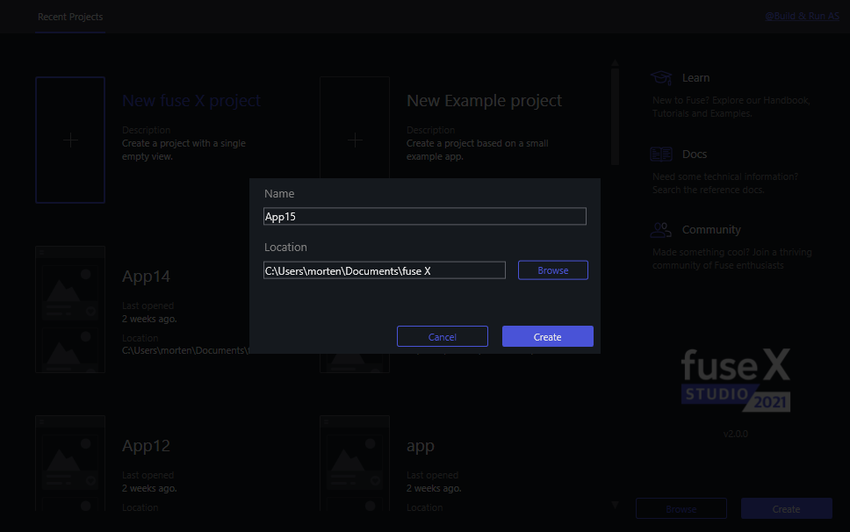 Recent Projects
@Build & Run AS
New fuse X project
Description
Create a project with a single
empty view.
New Example project
Description
Create a project based on a small
example app.
Learn
New to Fuse? Explore our Handbook,
Tutorials and Examples.
Docs
Need some technical information?
Search the reference docs.
Community
Made something cool? Join a thriving
community of Fuse enthusiasts
Name
App15
Location
C:\Users\morten\Documents\fuse X
Browse
Cancel
Create
App14
Last opened
2 weeks ago.
Location
C:\Users\morten\Documents\
App12
Last opened
2 weeks ago.
Location
app
Last opened
2 weeks ago.
Location
fuse X
STUDIO 2021
v2.0.0
Browse
Create